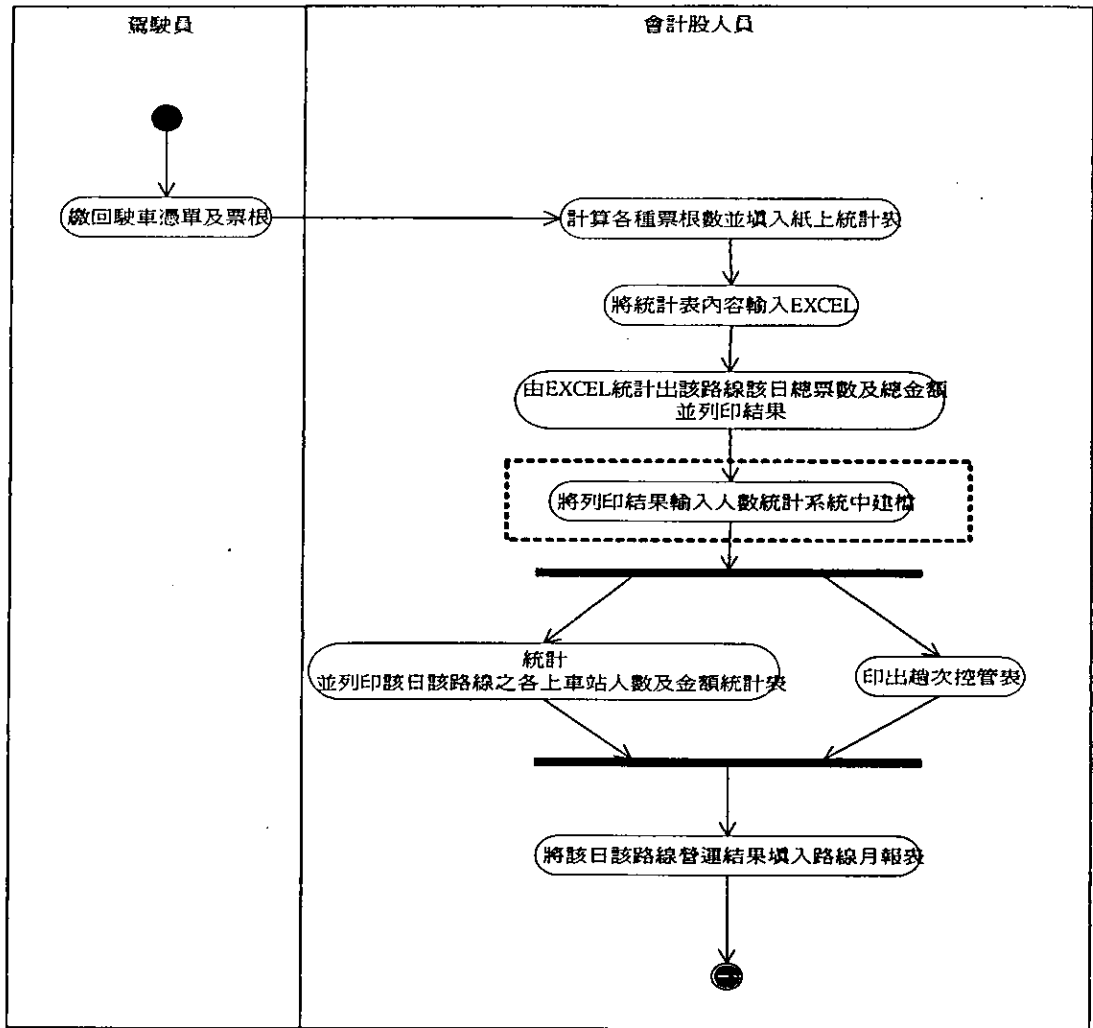 駕駛員
會計股人員
繳回駛車憑單及票根
計算各種票根數並填入紙上統計表
將統計表內容輸入EXCEL
由EXCEL統計出該路線該日總票數及總金額
並列印結果
將列印結果輸入人數統計系統中建檔
統計
並列印該日該路線之各上車站人數及金額統計表
印出趟次控管表
將該日該路線營運結果填入路線月報表